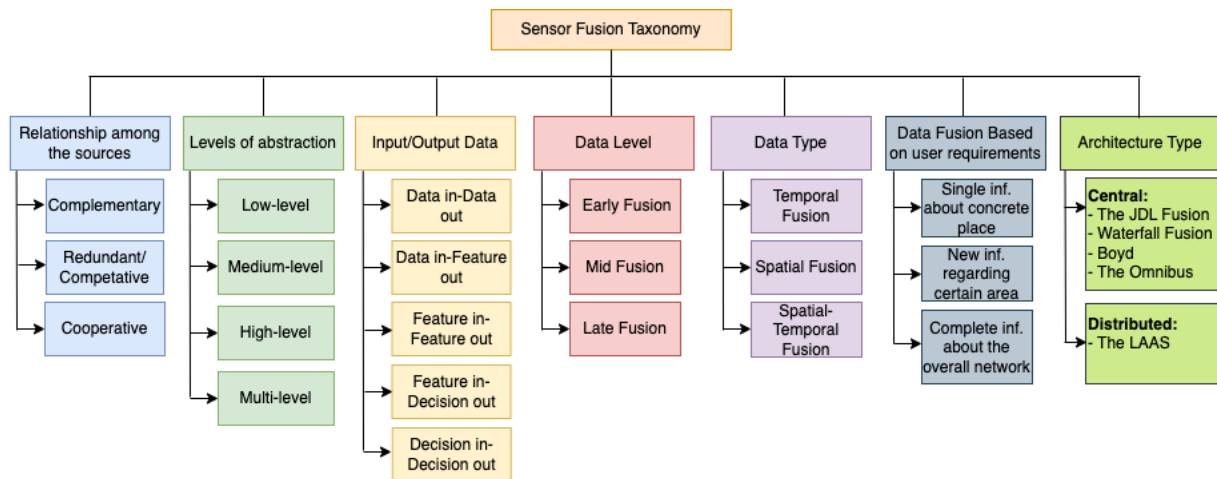 Sensor Fusion Taxonomy
Relationship among
the sources
Complementary
Redundant/
Competative
Cooperative
Levels of abstraction
Low-level
Medium-level
High-level
Multi-level
Input/Output Data
Data in-Data
out
Data in-Feature
out
Feature in-
Feature out
Feature in-
Decision out
Decision in-
Decision out
Data Level
Early Fusion
Mid Fusion
Late Fusion
Data Type
Temporal
Fusion
Spatial Fusion
Spatial-
Temporal
Fusion
Data Fusion Based
on user requirements
Single inf.
about concrete
place
New inf.
regarding
certain area
Complete inf.
about the
overall network
Architecture Type
Central:
- The JDL Fusion
- Waterfall Fusion
- Boyd
- The Omnibus
Distributed:
- The LAAS